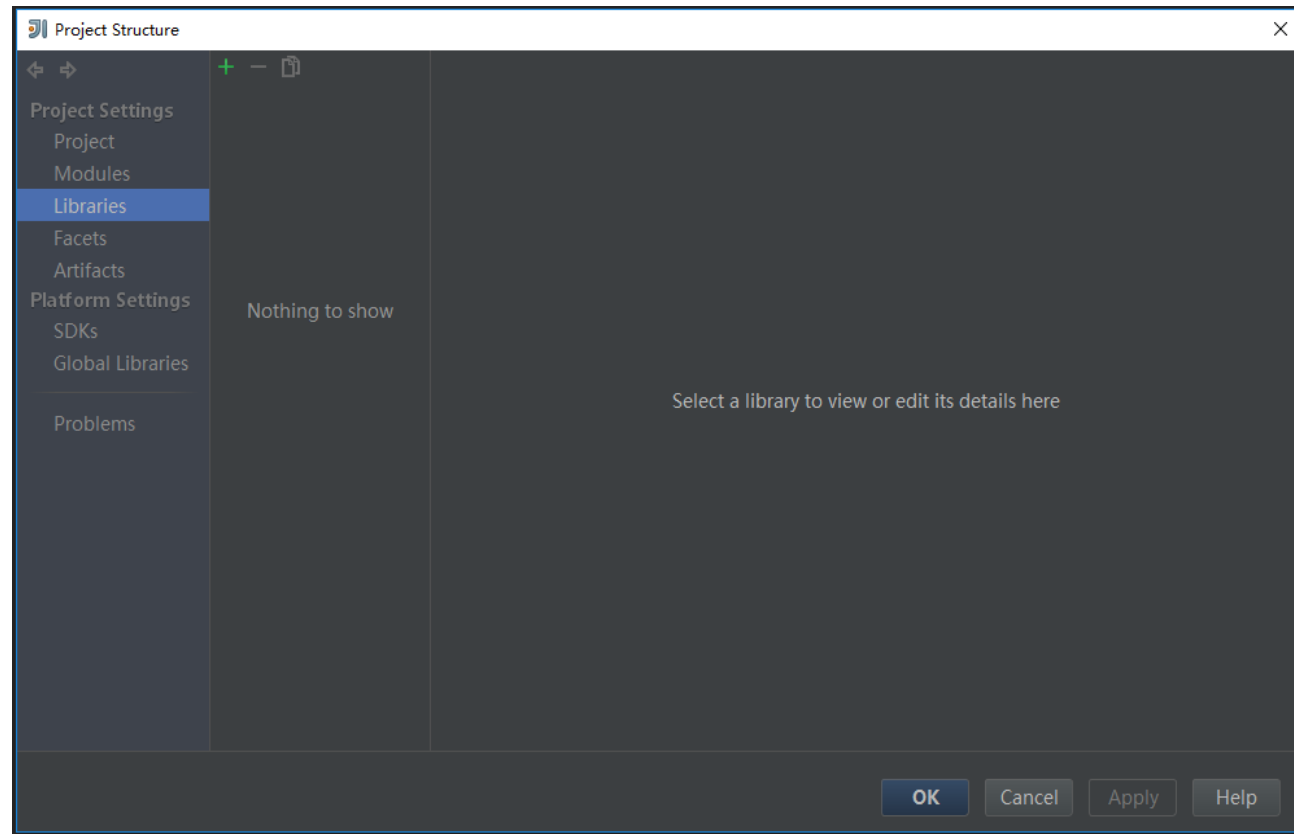 Project Structure
Project Settings
Project
Modules
Libraries
Facets
Artifacts
Platform Settings
SDKs
Global Libraries
Problems
Nothing to show
Select a library to view or edit its details here
OK
Cancel
Apply
Help